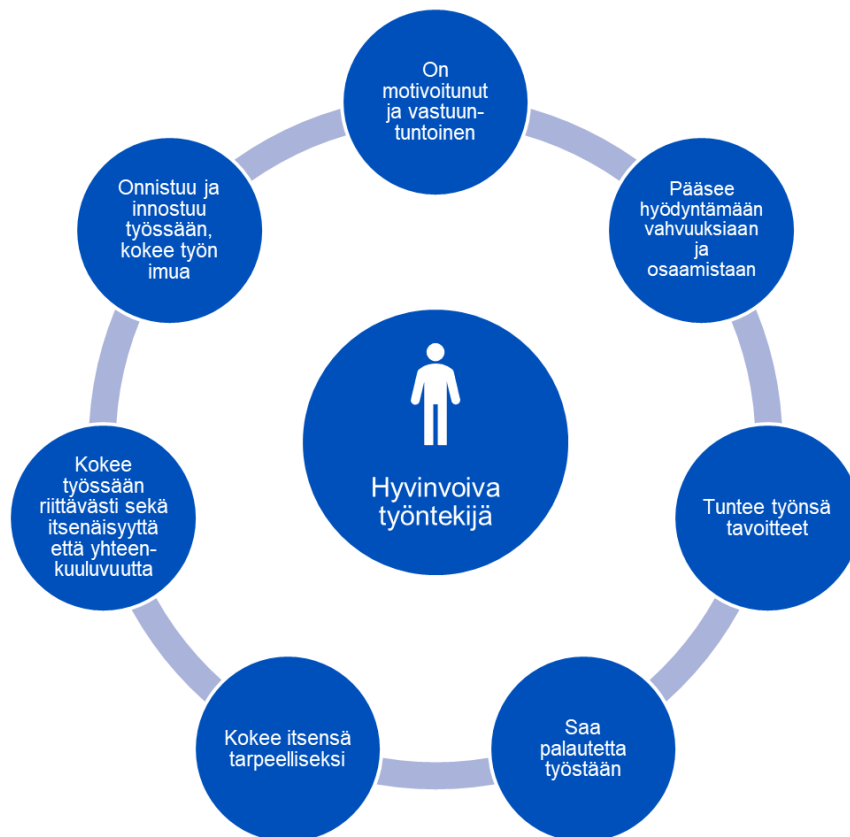 On
motivoitunut
ja vastuun-
tuntoinen
Pääsee
hyödyntämään
vahvuuksiaan
ja
osaamistaan
Tuntee työnsä
tavoitteet
Saa
palautetta
työstään
Kokee itsensä
tarpeelliseksi
Kokee
työssään
riittävästi sekä
itsenäisyyttä
että yhteen-
kuuluvuutta
Onnistuu ja
innostuu
työssään,
kokee työn
imua
Hyvinvoiva
työntekijä